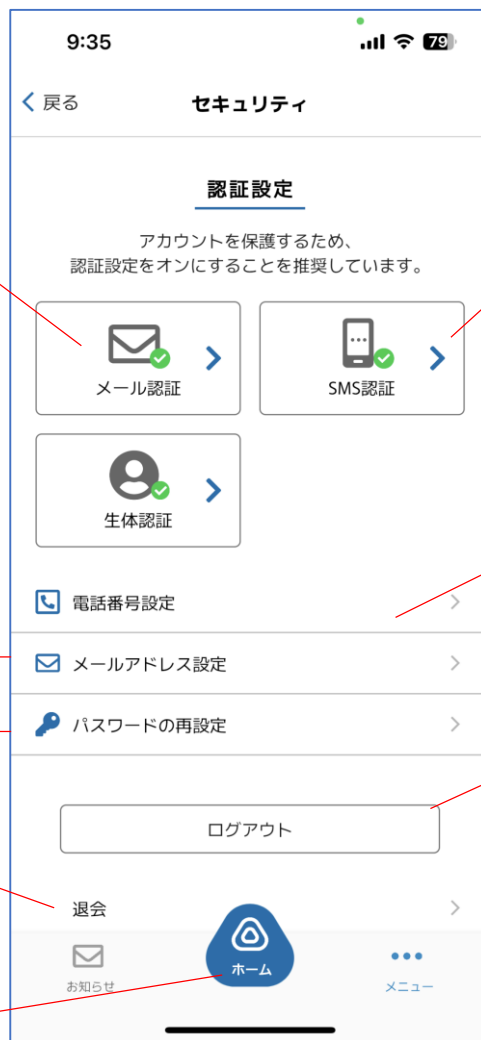 9:35
79
戻る
セキュリティ
認証設定
アカウントを保護するため、
認証設定をオンにすることを推奨しています。
メール認証
SMS認証
生体認証
電話番号設定
メールアドレス設定
パスワードの再設定
ログアウト
退会
お知らせ
ホーム
メニュー